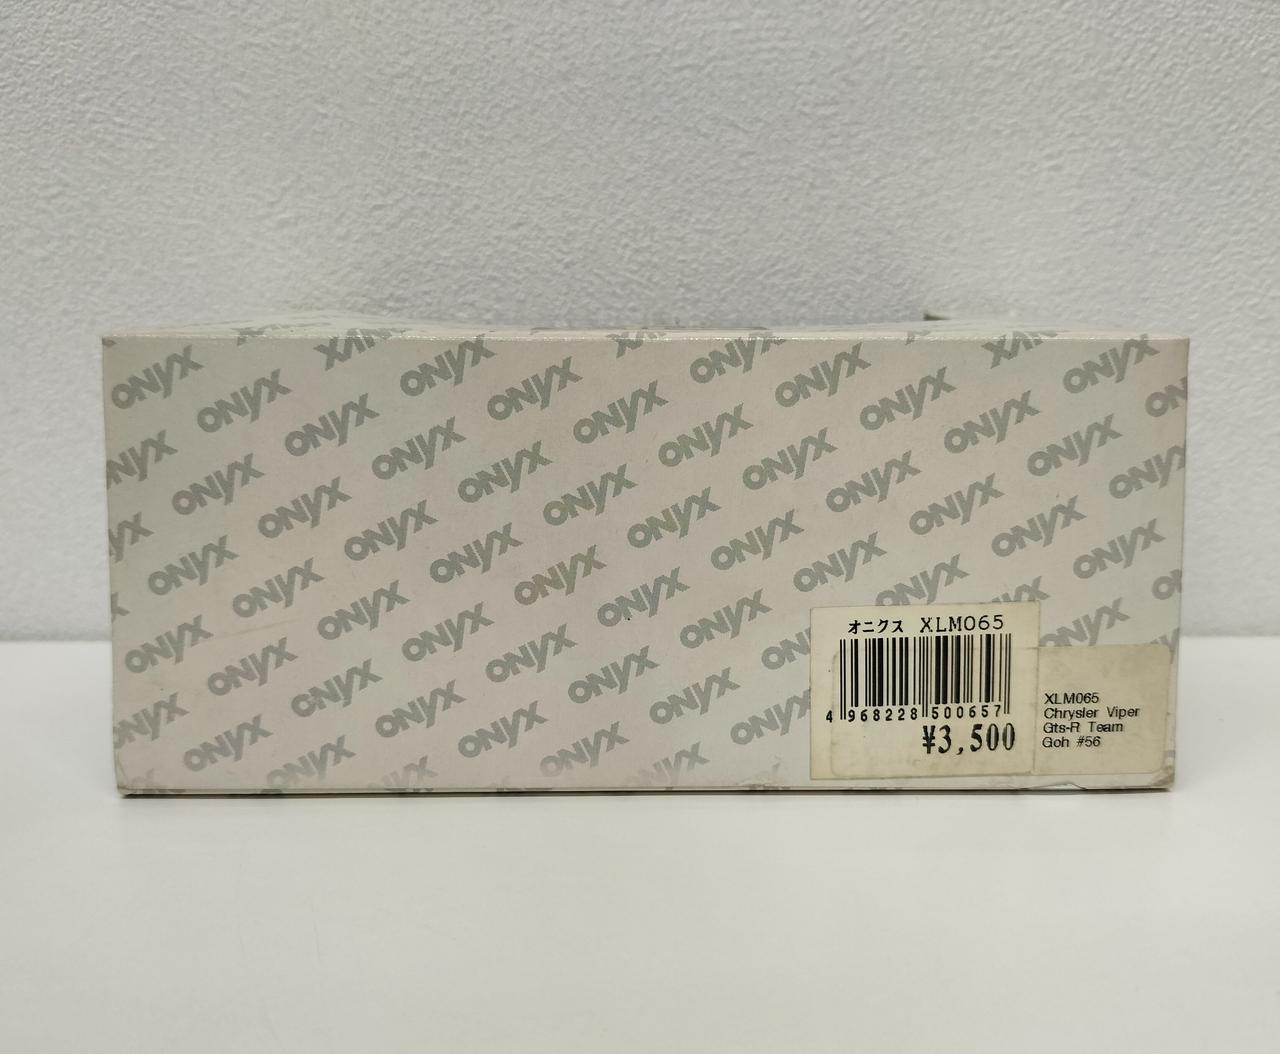 ONYX
オニクス XLM065
4 968228 500657
¥3,500
XLM065
Chrysler Viper
Gts-R Team
Goh #56